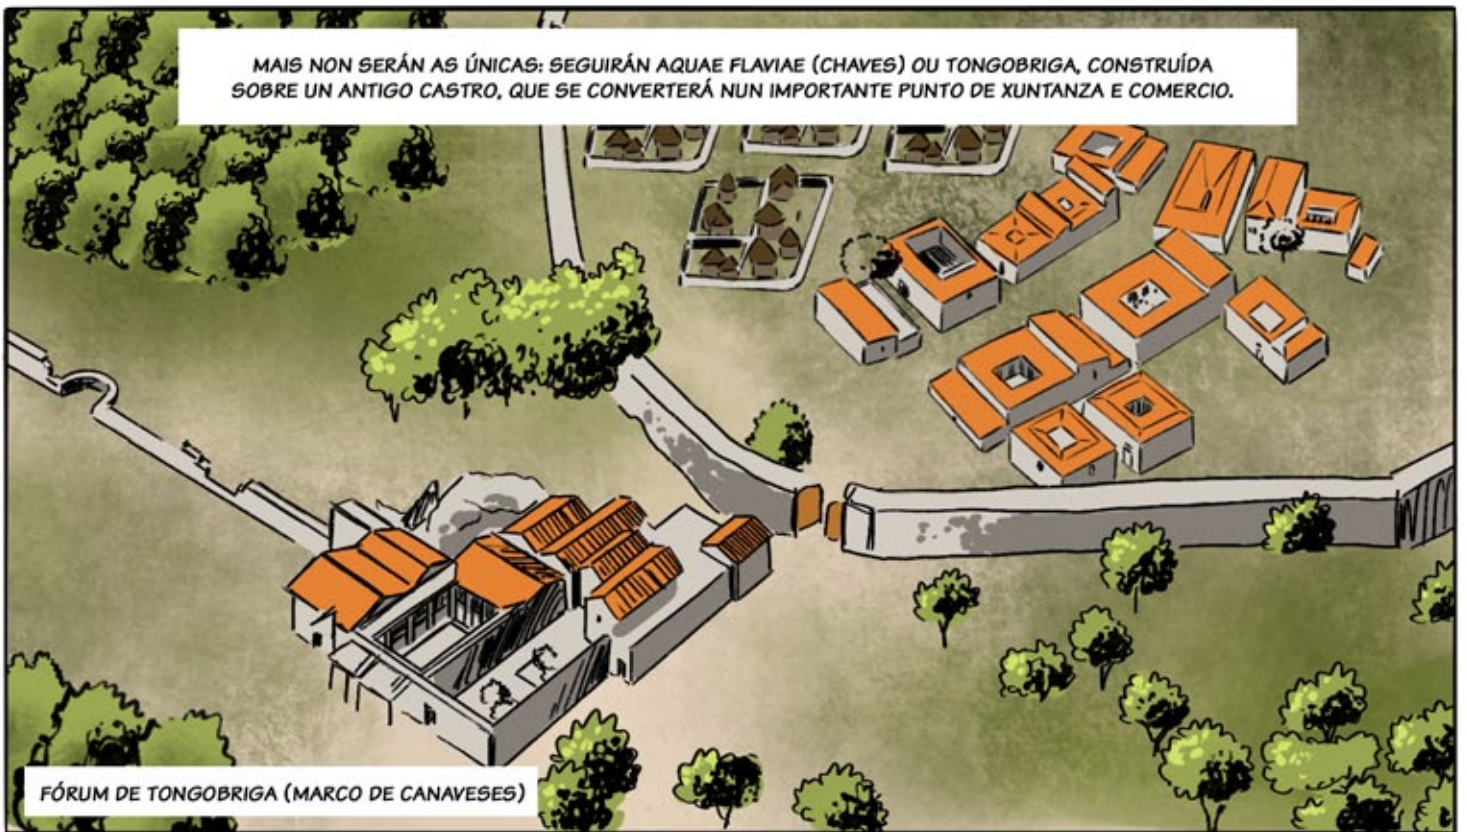 MAIS NON SERÁN AS ÚNICAS: SEGUIRÁN AQUAE FLAVIAE (CHAVES) OU TONGOBRIGA, CONSTRUÍDA
SOBRE UN ANTIGO CASTRO, QUE SE CONVERTERÁ NUN IMPORTANTE PUNTO DE XUNTANZA E COMERCIO.
FÓRUM DE TONGOBRIGA (MARCO DE CANAVESES)